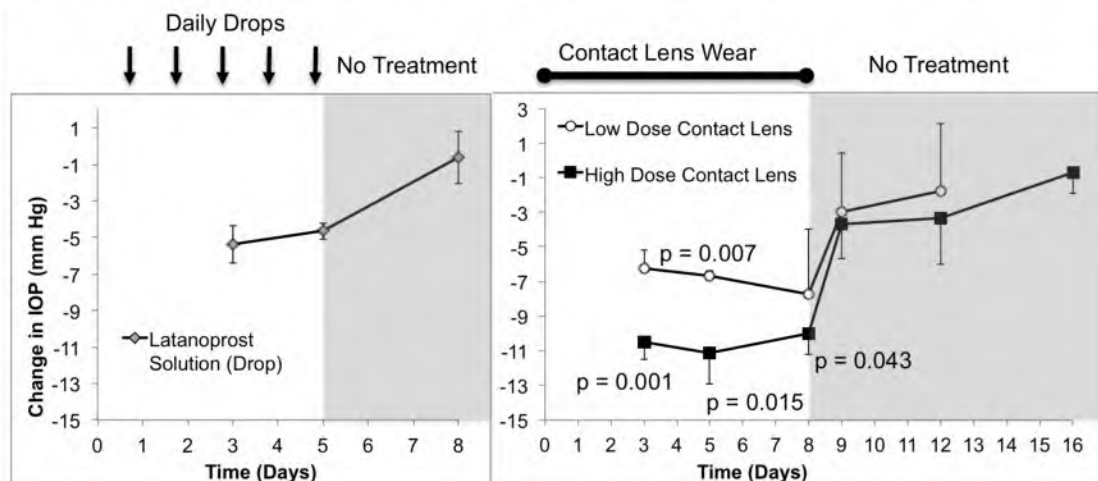 Daily Drops
No Treatment
Change in IOP (mm Hg)
1
-1
-3
-5
-7
-9
-11
-13
-15
Latanoprost
Solution (Drop)
0 1 2 3 4 5 6 7 8
Time (Days)
Contact Lens Wear
No Treatment
3
1
-1
-3
-5
-7
-9
-11
-13
-15
Low Dose Contact Lens
High Dose Contact Lens
p = 0.007
p = 0.043
p = 0.001
p = 0.015
0 1 2 3 4 5 6 7 8 9 10 11 12 13 14 15 16
Time (Days)